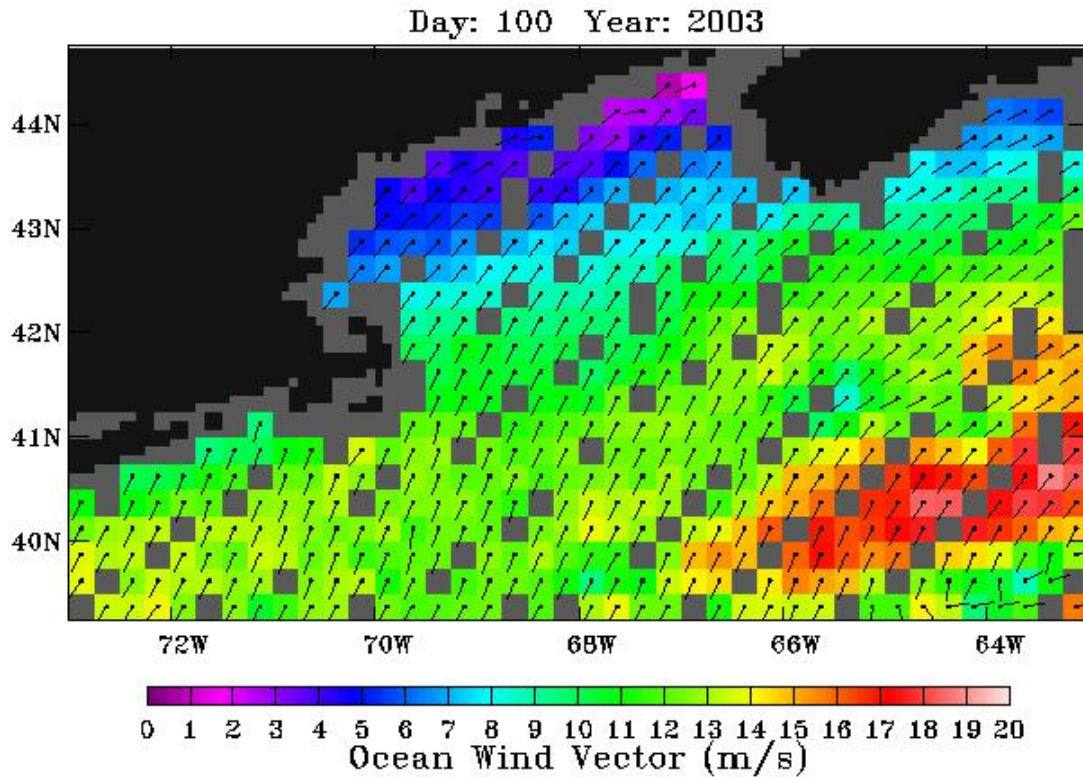 Day: 100 Year: 2003
44N
43N
42N
41N
40N
72W 70W 68W 66W 64W
0 1 2 3 4 5 6 7 8 9 10 11 12 13 14 15 16 17 18 19 20
Ocean Wind Vector (m/s)